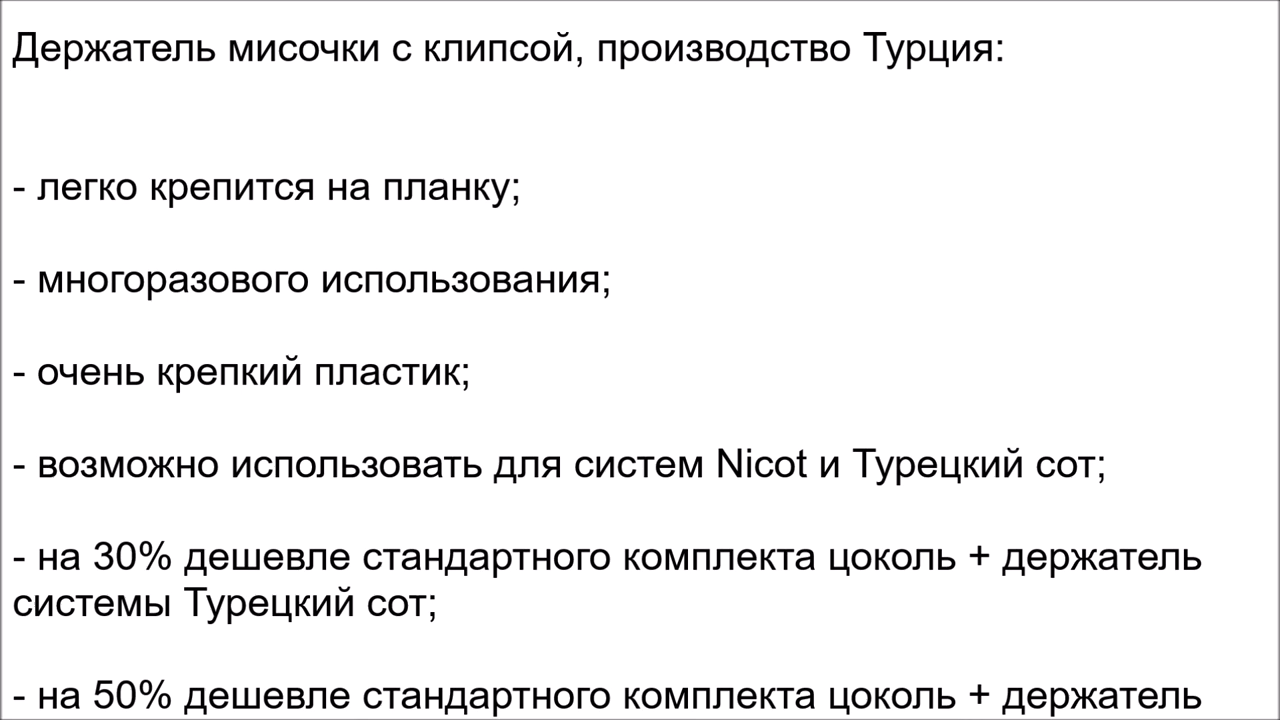 Держатель мисочки с клипсой, производство Турция:
- легко крепится на планку;
- многоразового использования;
- очень крепкий пластик;
- возможно использовать для систем Nicot и Турецкий сот;
- на 30% дешевле стандартного комплекта цоколь + держатель
системы Турецкий сот;
- на 50% дешевле стандартного комплекта цоколь + держатель